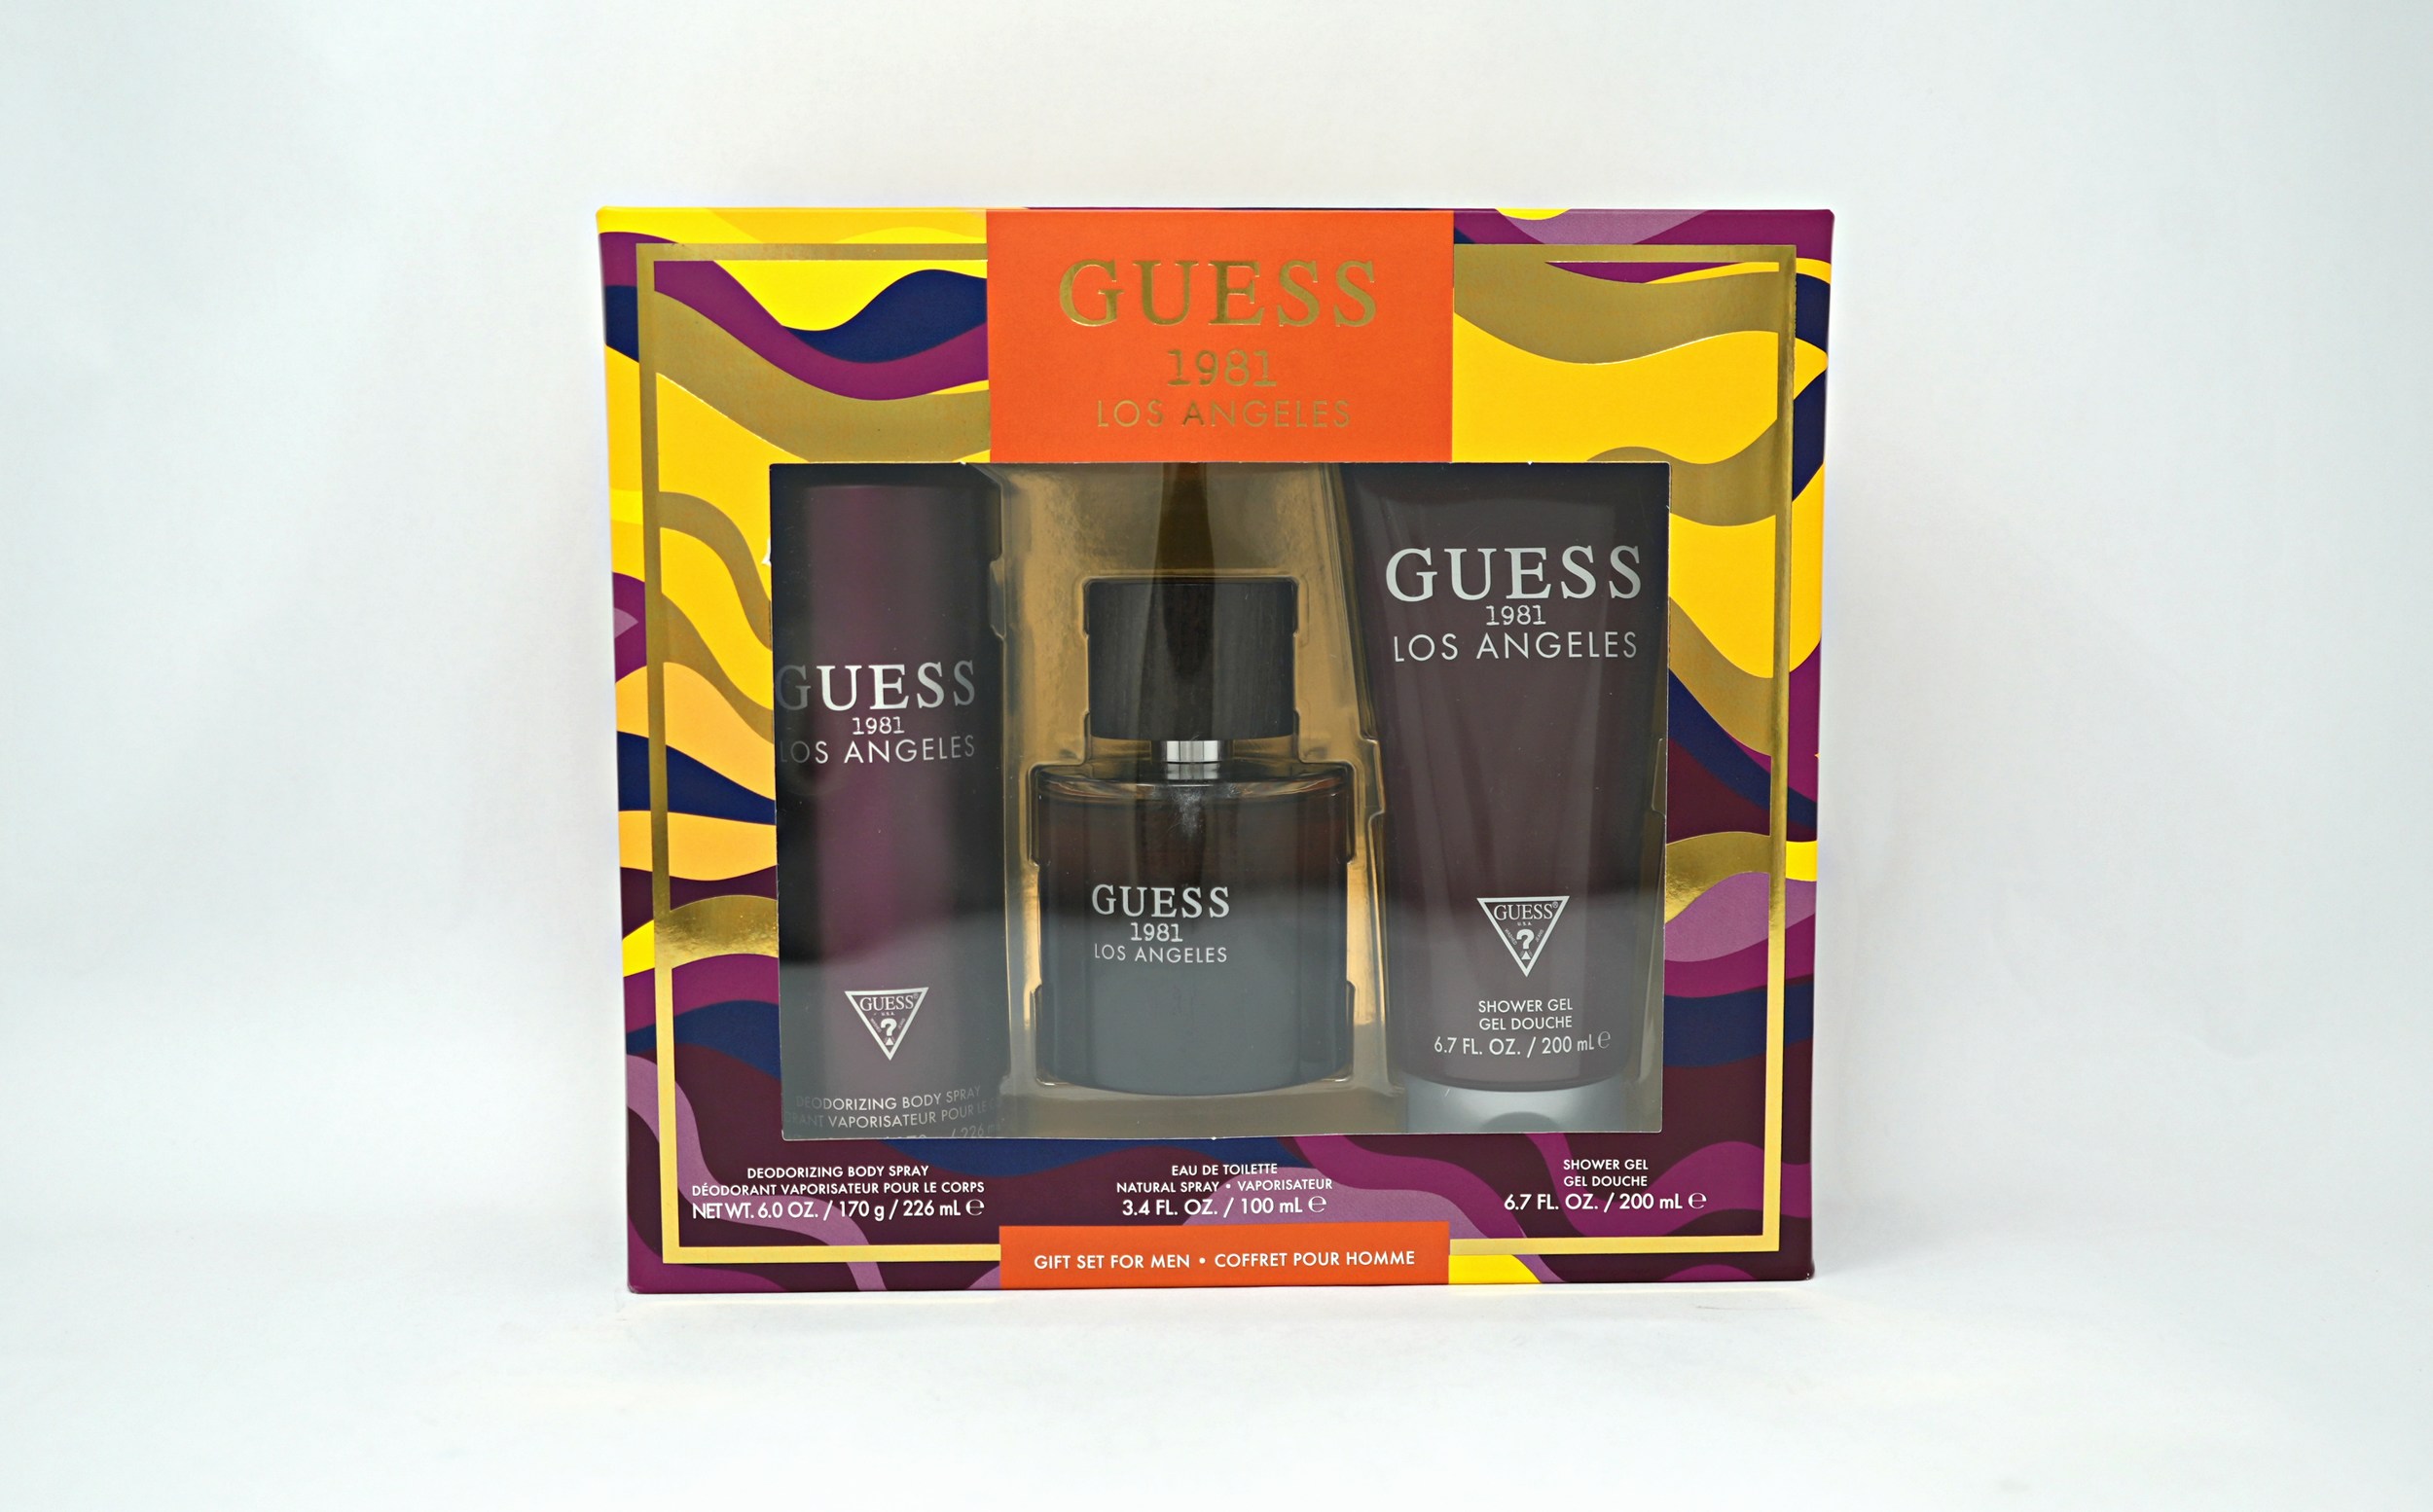 GUESS
1981
LOS ANGELES
GUESS
1981
LOS ANGELES
GUESS
?
DEODORIZING BODY SPRAY
VAPORISATEUR POUR LE
/ 226
GUESS
1981
LOS ANGELES
GUESS
1981
LOS ANGELES
GUESS®
U.S.A.
?
SHOWER GEL
GEL DOUCHE
6.7 FL. OZ. / 200 mL ℮
DEODORIZING BODY SPRAY
DÉODORANT VAPORISATEUR POUR LE CORPS
NET WT. 6.0 OZ. / 170 g / 226 mL ℮
EAU DE TOILETTE
NATURAL SPRAY • VAPORISATEUR
3.4 FL. OZ. / 100 mL ℮
SHOWER GEL
GEL DOUCHE
6.7 FL. OZ. / 200 mL ℮
GIFT SET FOR MEN • COFFRET POUR HOMME